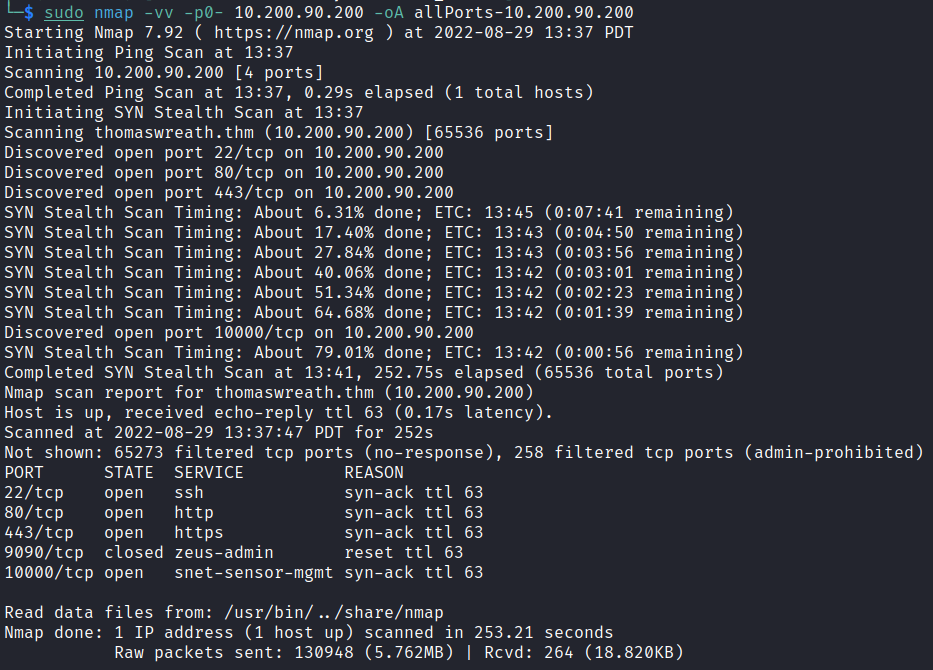 └─$ sudo nmap -vv -p0- 10.200.90.200 -oA allPorts-10.200.90.200
Starting Nmap 7.92 ( https://nmap.org ) at 2022-08-29 13:37 PDT
Initiating Ping Scan at 13:37
Scanning 10.200.90.200 [4 ports]
Completed Ping Scan at 13:37, 0.29s elapsed (1 total hosts)
Initiating SYN Stealth Scan at 13:37
Scanning thomaswreath.thm (10.200.90.200) [65536 ports]
Discovered open port 22/tcp on 10.200.90.200
Discovered open port 80/tcp on 10.200.90.200
Discovered open port 443/tcp on 10.200.90.200
SYN Stealth Scan Timing: About 6.31% done; ETC: 13:45 (0:07:41 remaining)
SYN Stealth Scan Timing: About 17.40% done; ETC: 13:43 (0:04:50 remaining)
SYN Stealth Scan Timing: About 27.84% done; ETC: 13:43 (0:03:56 remaining)
SYN Stealth Scan Timing: About 40.06% done; ETC: 13:42 (0:03:01 remaining)
SYN Stealth Scan Timing: About 51.34% done; ETC: 13:42 (0:02:23 remaining)
SYN Stealth Scan Timing: About 64.68% done; ETC: 13:42 (0:01:39 remaining)
Discovered open port 10000/tcp on 10.200.90.200
SYN Stealth Scan Timing: About 79.01% done; ETC: 13:42 (0:00:56 remaining)
Completed SYN Stealth Scan at 13:41, 252.75s elapsed (65536 total ports)
Nmap scan report for thomaswreath.thm (10.200.90.200)
Host is up, received echo-reply ttl 63 (0.17s latency).
Scanned at 2022-08-29 13:37:47 PDT for 252s
Not shown: 65273 filtered tcp ports (no-response), 258 filtered tcp ports (admin-prohibited)
PORT      STATE  SERVICE          REASON
22/tcp    open   ssh              syn-ack ttl 63
80/tcp    open   http             syn-ack ttl 63
443/tcp   open   https            syn-ack ttl 63
9090/tcp  closed zeus-admin       reset ttl 63
10000/tcp open   snet-sensor-mgmt syn-ack ttl 63

Read data files from: /usr/bin/../share/nmap
Nmap done: 1 IP address (1 host up) scanned in 253.21 seconds
           Raw packets sent: 130948 (5.762MB) | Rcvd: 264 (18.820KB)